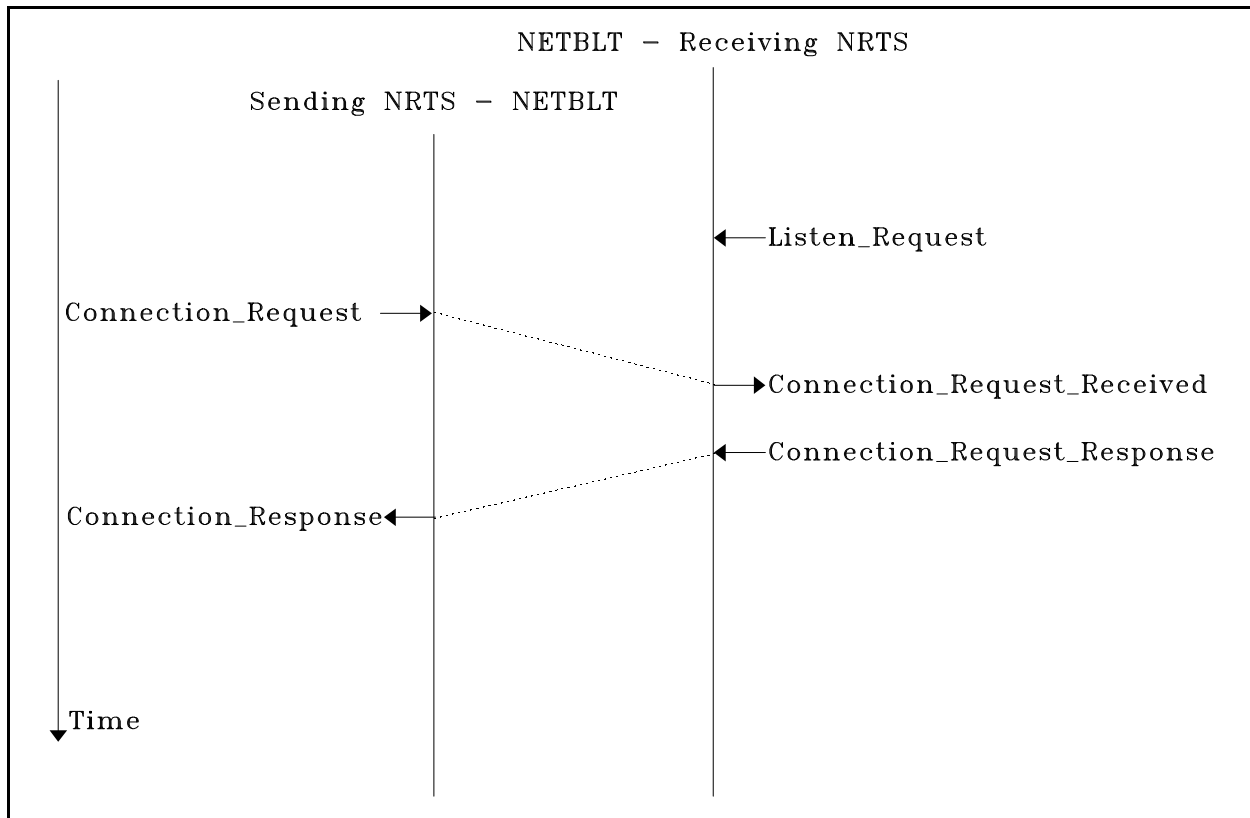 NETBLT - Receiving NRTS
Sending NRTS - NETBLT
Listen_Request
Connection_Request
Connection_Request_Received
Connection_Request_Response
Connection_Response
Time